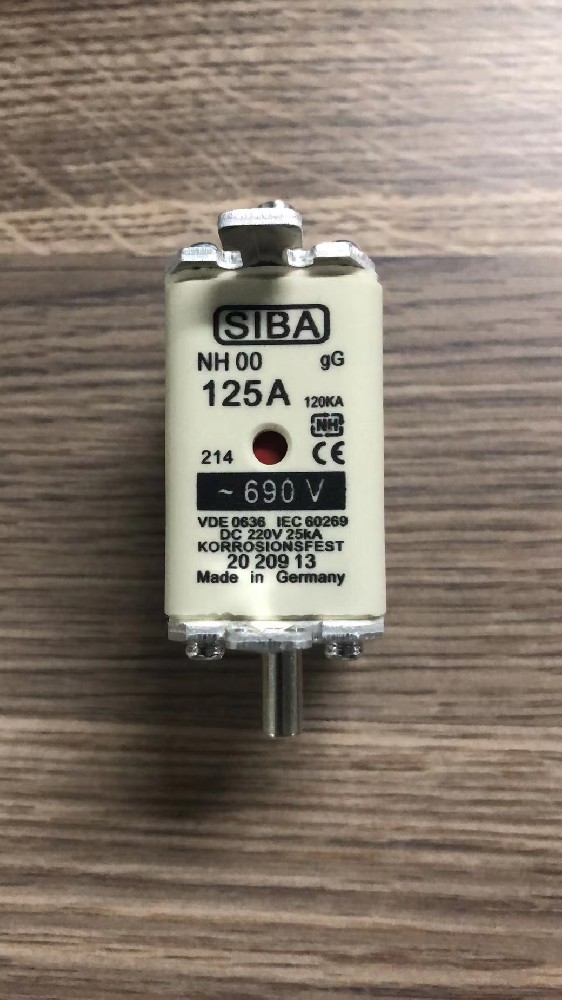 SIBA
NH 00 gG
125A 120KA
NH
214 CE
~ 690 V
VDE 0636 IEC 60269
DC 220V 25kA
KORROSIONSFEST
20 209 13
Made in Germany